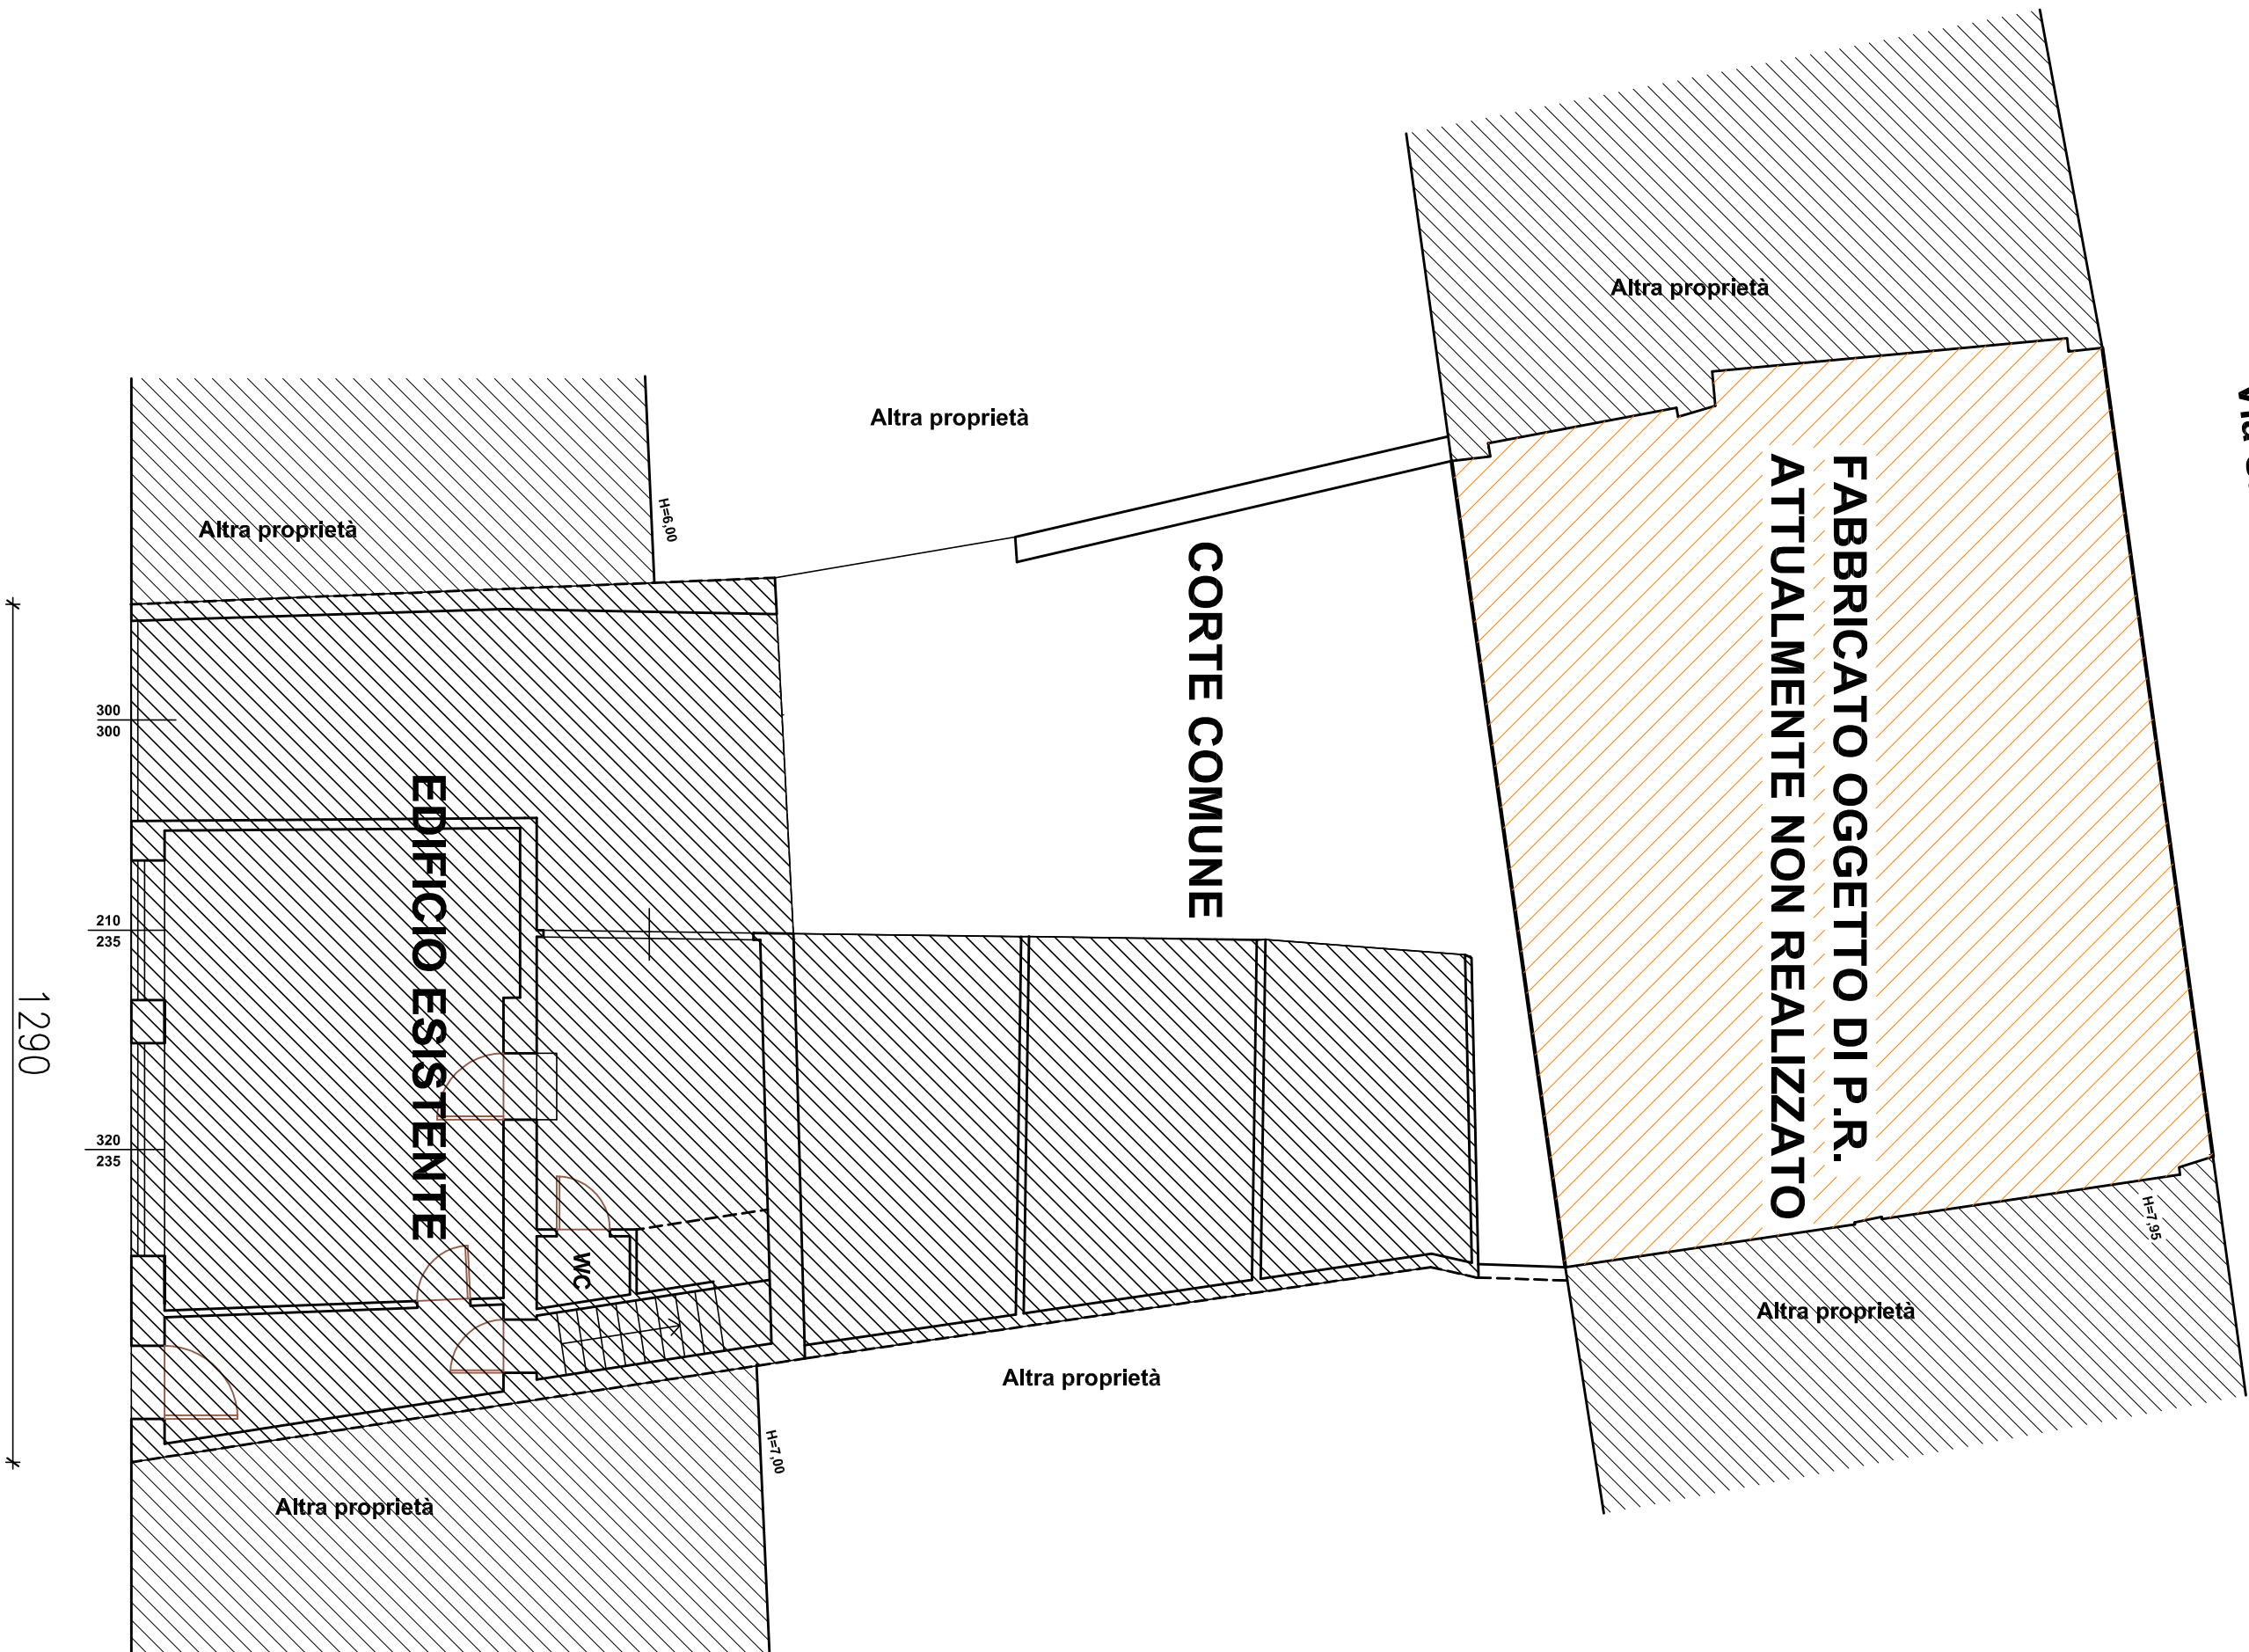 Altra proprietà
Altra proprietà
Altra proprietà
H=6,00
FABBRICATO OGGETTO DI P.R.
ATTUALMENTE NON REALIZZATO
CORTE COMUNE
300
300
EDIFICIO ESISTENTE
210
235
1290
320
235
WC
H=7,95
Altra proprietà
Altra proprietà
H=7,00
Altra proprietà